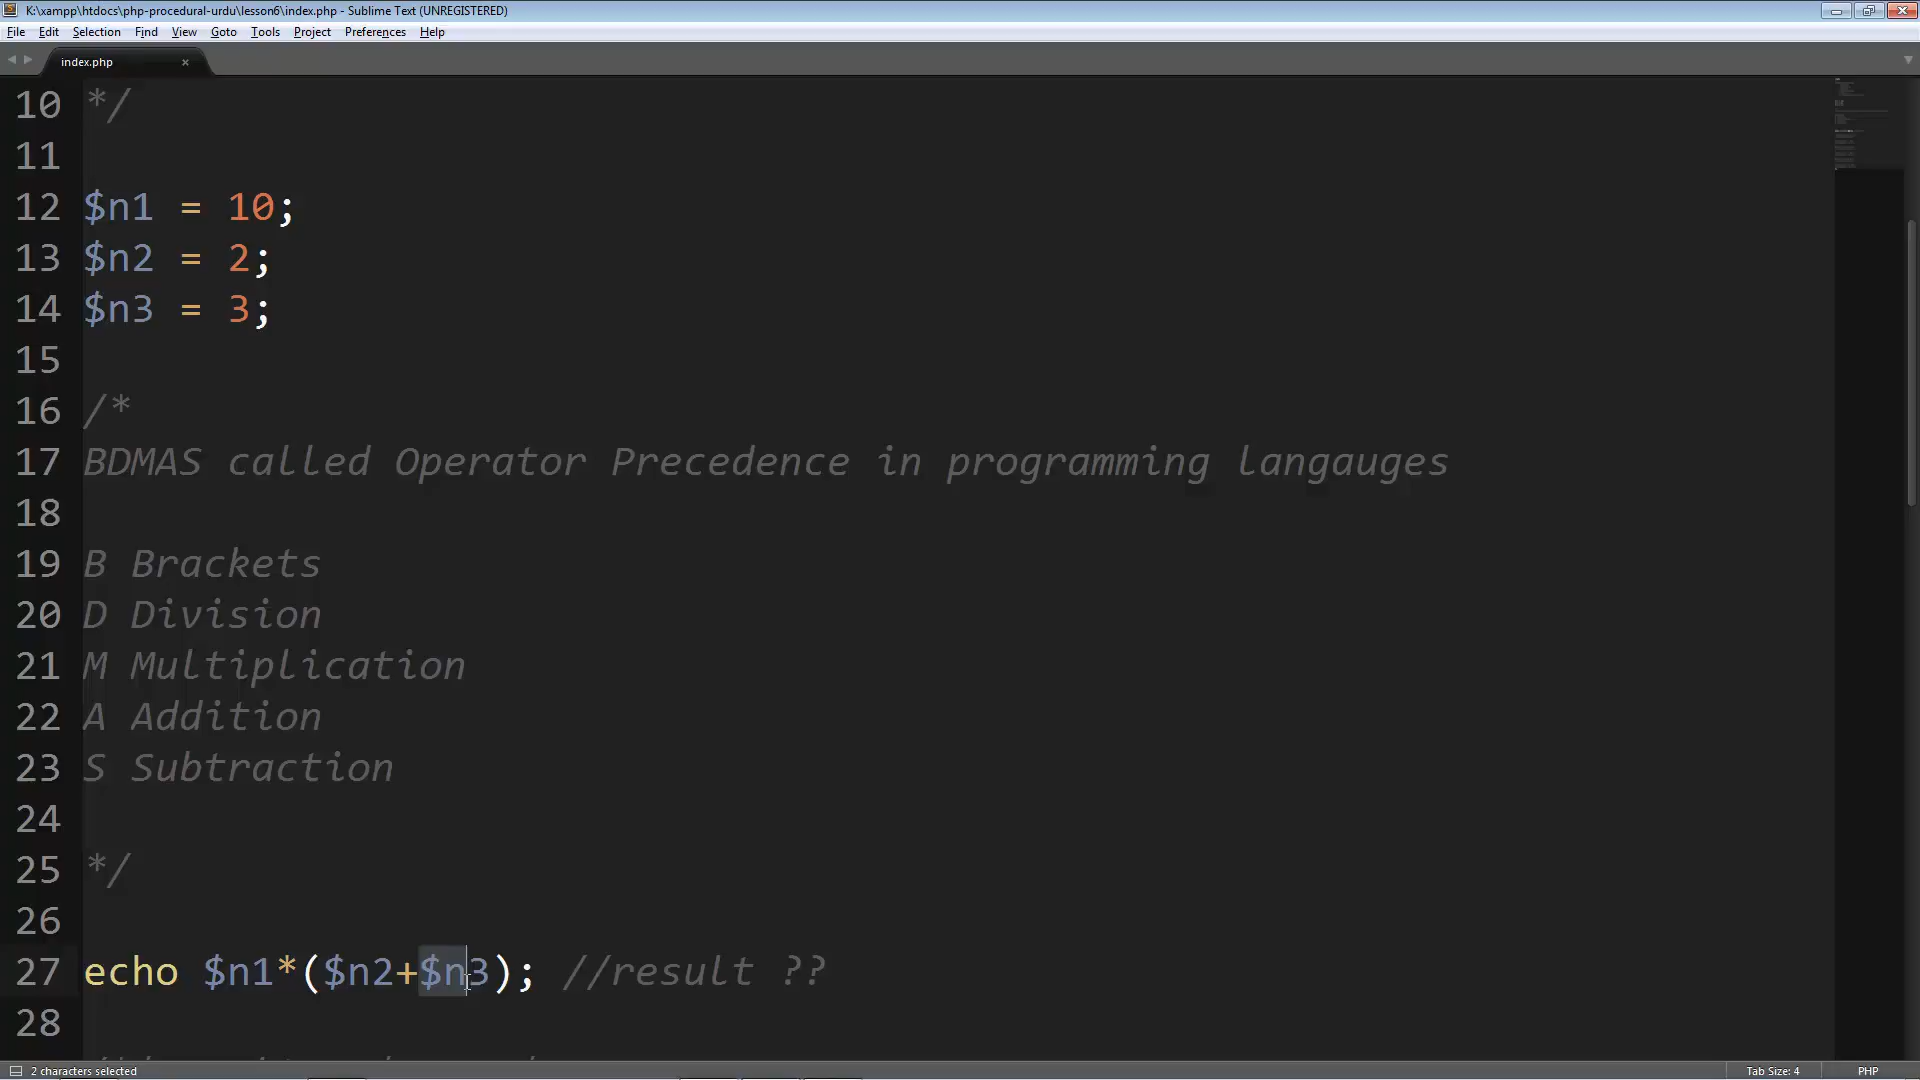 K:\xampp\htdocs\php-procedural-urdu\lesson6\index.php - Sublime Text (UNREGISTERED)
File Edit Selection Find View Goto Tools Project Preferences Help
index.php
10 */
11
12 $n1 = 10;
13 $n2 = 2;
14 $n3 = 3;
15
16 /*
17 BDMAS called Operator Precedence in programming langauges
18
19 B Brackets
20 D Division
21 M Multiplication
22 A Addition
23 S Subtraction
24
25 */
26
27 echo $n1*($n2+$n3); //result ??
28
2 characters selected
Tab Size: 4
PHP